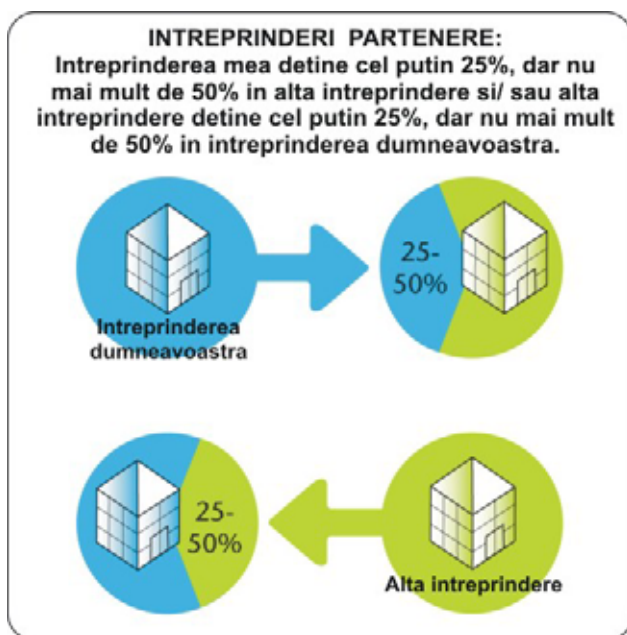 INTREPRINDERI PARTENERE:
Intreprinderea mea detine cel putin 25%, dar nu
mai mult de 50% in alta intreprindere si/ sau alta
intreprindere detine cel putin 25%, dar nu mai mult
de 50% in intreprinderea dumneavoastra.
25-
50%
Intreprinderea
dumneavoastra
25-
50%
Alta intreprindere